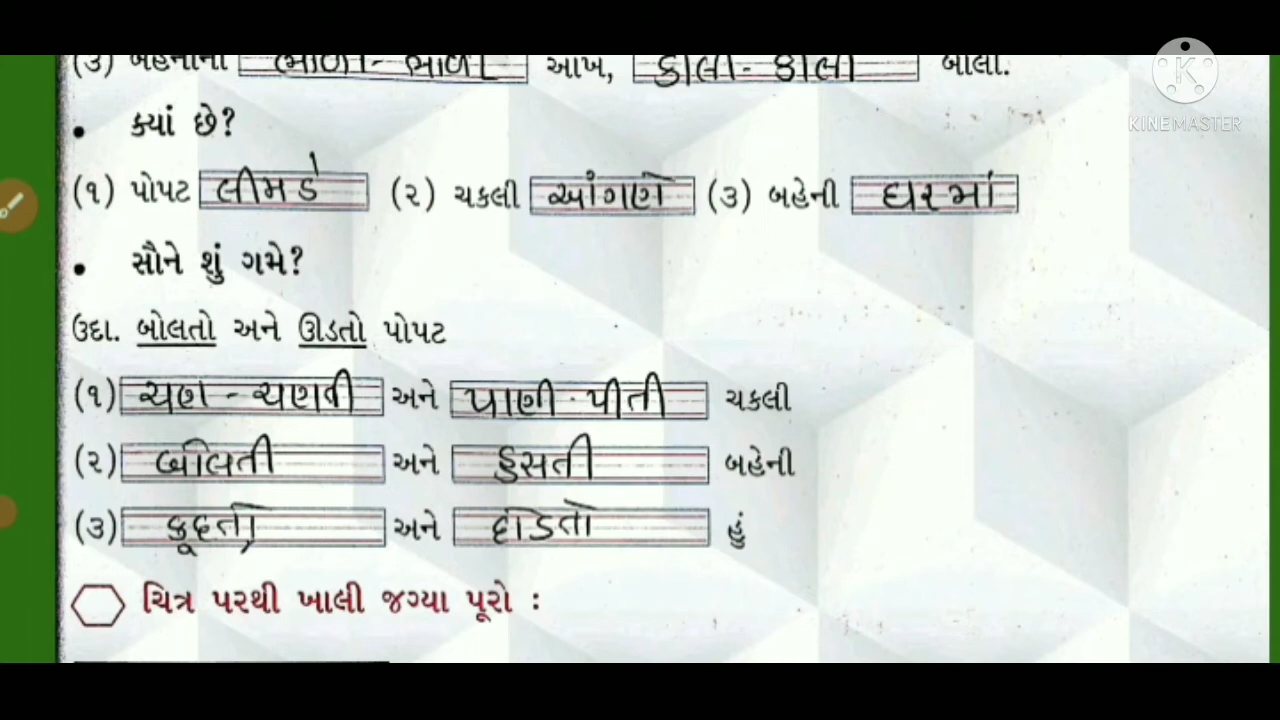 (૩) બહેનીની ભોળી - ભોળી આંખ, કાલી - કાલી બોલી.
KINEMASTER
• ક્યાં છે?
(૧) પોપટ લીમડે (૨) ચકલી આંગણે (૩) બહેની ઘરમાં
• સૌને શું ગમે?
ઉદા. બોલતો અને ઊડતો પોપટ
(૧) ચણ - ચણતી અને પાણી - પીતી ચકલી
(૨) બોલતી અને હસતી બહેની
(૩) કૂદતો અને દોડતો હું
ચિત્ર પરથી ખાલી જગ્યા પૂરો :